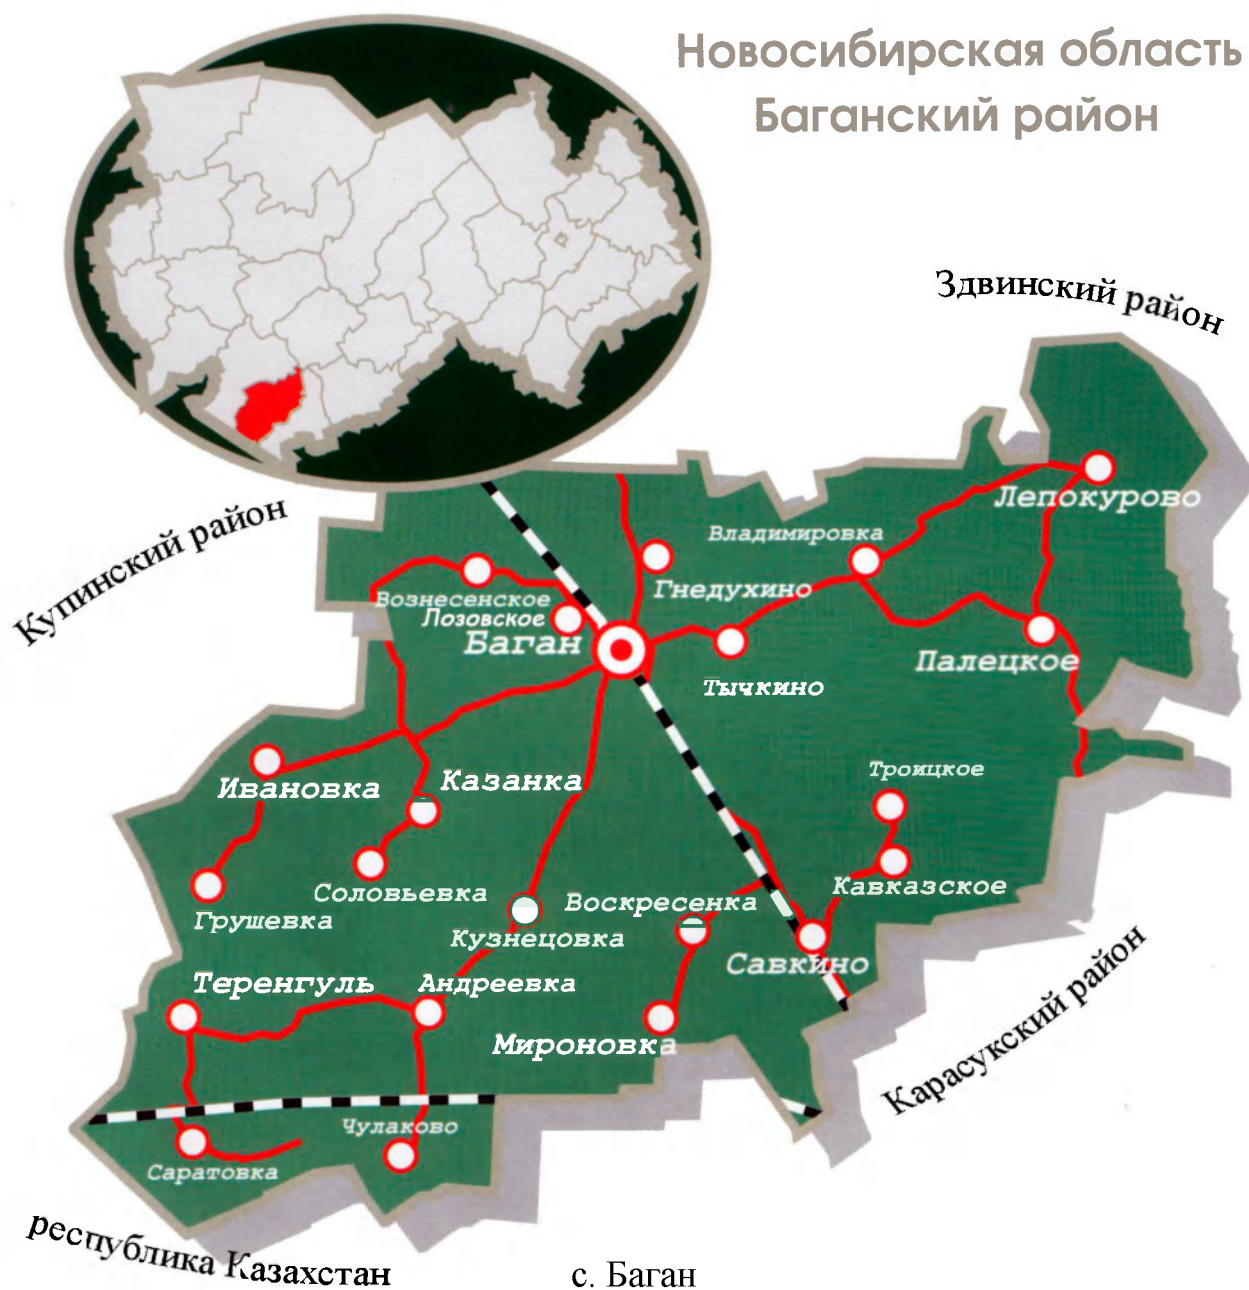 Новосибирская область
Баганский район
Здвинский район
Купинский район
Лепокурово
Владимировка
Гнедухино
Вознесенское
Лозовское
Баган
Палецкое
Тычкино
Троицкое
Ивановка
Казанка
Кавказское
Соловьевка
Воскресенка
Грушевка
Кузнецовка
Савкино
Теренгуль
Андреевка
Мироновка
Карасукский район
Чулаково
Саратовка
республика Казахстан
с. Баган